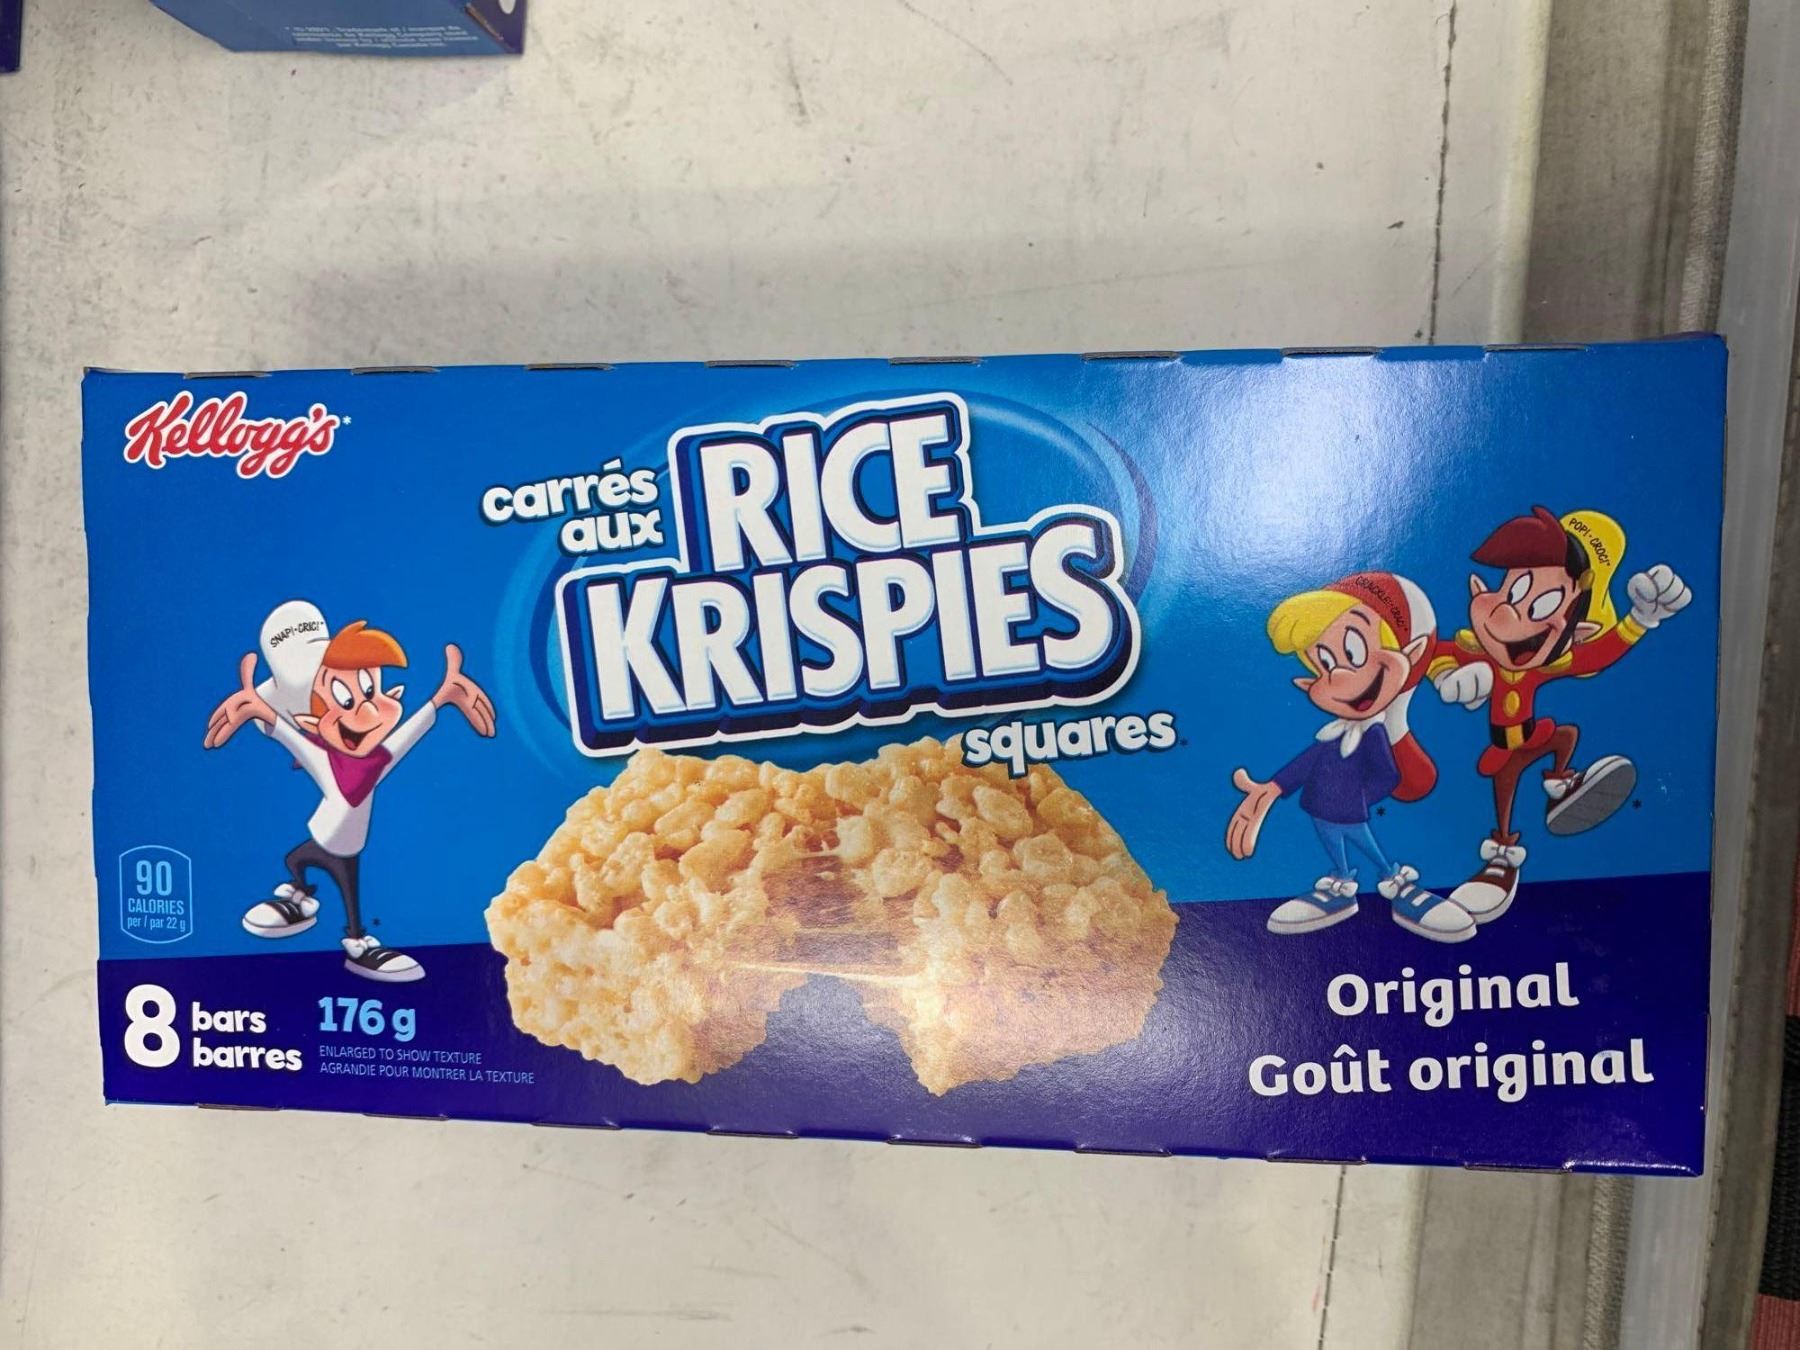 Kellogg's*
carrés
aux
RICE
KRISPIES
squares
SNAP!-CRIC!*
CRACKLE!-CRAC!*
POP!-CROC!*
90
CALORIES
per / par 22 g
8 bars
barres
176 g
ENLARGED TO SHOW TEXTURE
AGRANDIE POUR MONTRER LA TEXTURE
Original
Goût original